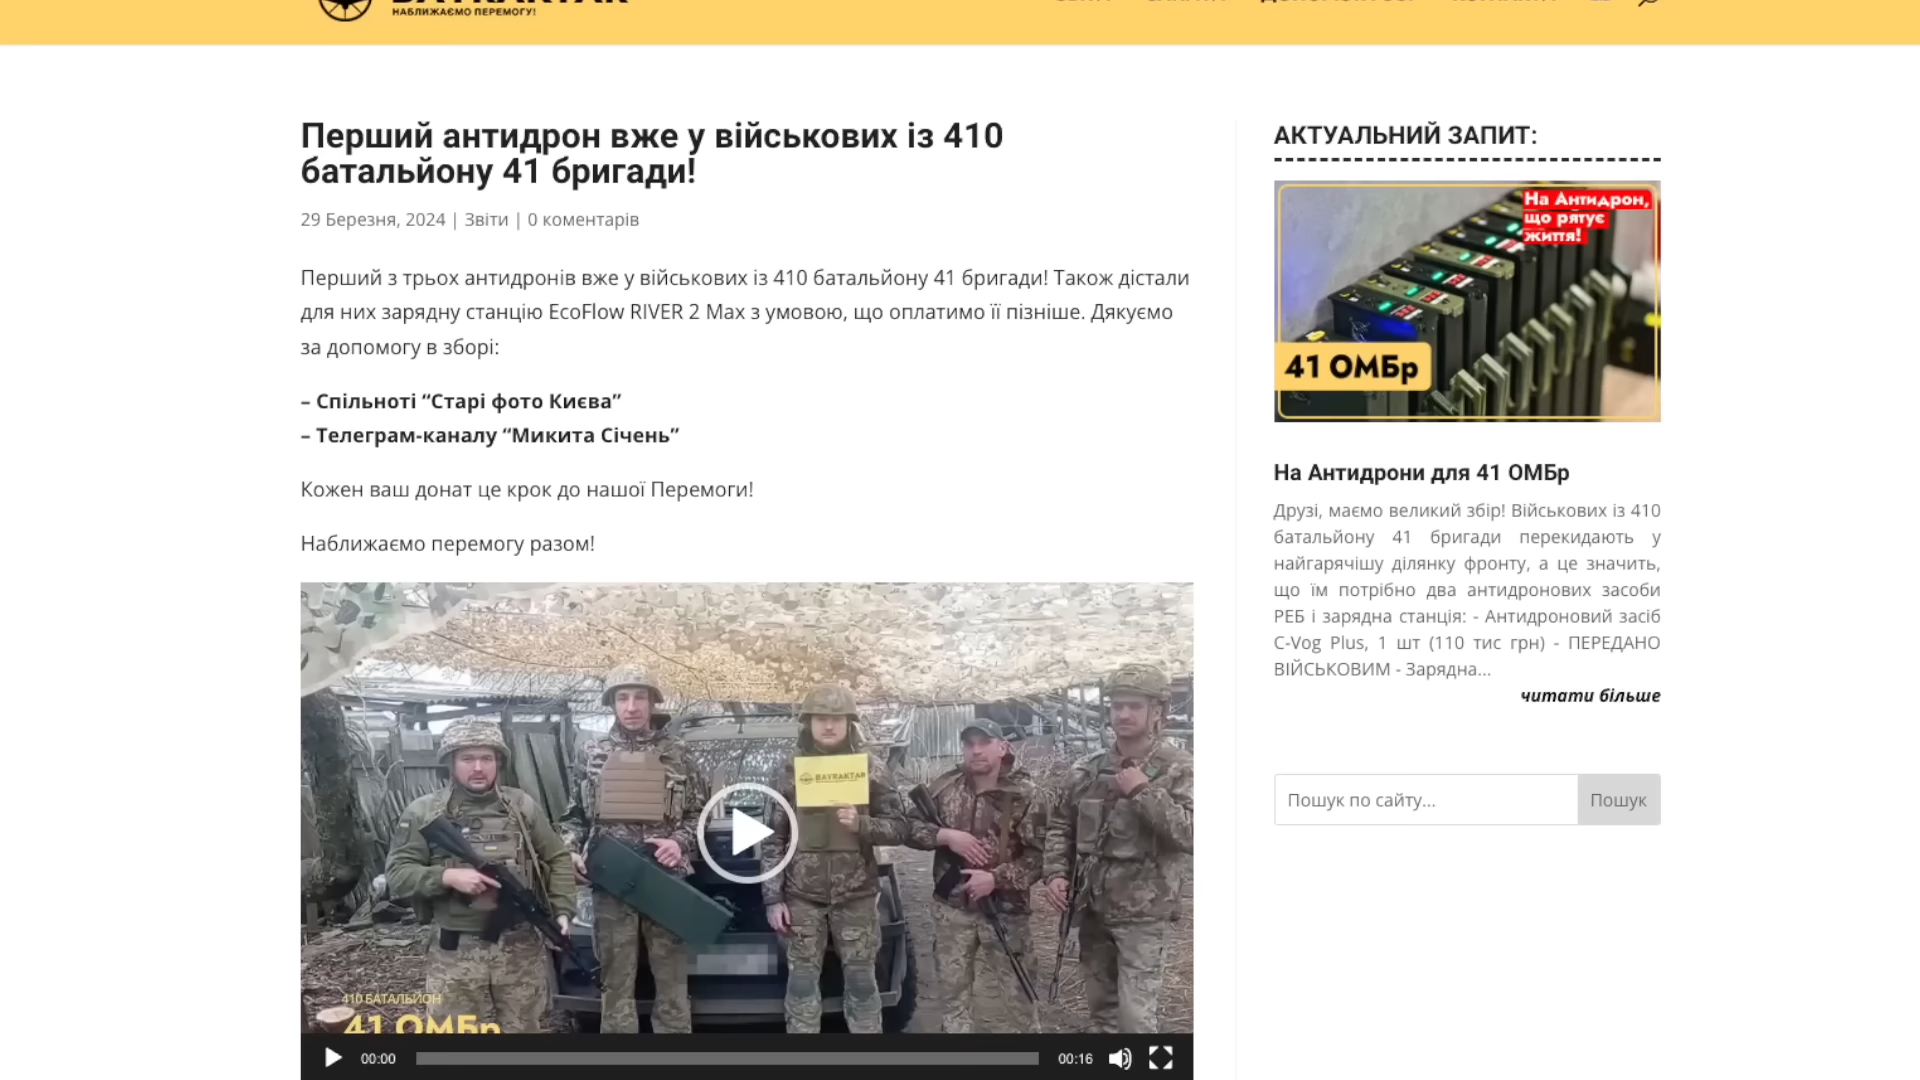 НАБЛИЖАЄМО ПЕРЕМОГУ!
Перший антидрон вже у військових із 410
батальйону 41 бригади!
29 Березня, 2024 | Звіти | 0 коментарів
Перший з трьох антидронів вже у військових із 410 батальйону 41 бригади! Також дістали
для них зарядну станцію EcoFlow RIVER 2 Max з умовою, що оплатимо її пізніше. Дякуємо
за допомогу в зборі:
– Спільноті “Старі фото Києва”
– Телеграм-каналу “Микита Січень”
Кожен ваш донат це крок до нашої Перемоги!
Наближаємо перемогу разом!
BAYRAKTAR
410 БАТАЛЬЙОН
41 ОМБр
00:00
00:16
АКТУАЛЬНИЙ ЗАПИТ:
На Антидрон,
що рятує
життя!
41 ОМБр
На Антидрони для 41 ОМБр
Друзі, маємо великий збір! Військових із 410
батальйону 41 бригади перекидають у
найгарячішу ділянку фронту, а це значить,
що їм потрібно два антидронових засоби
РЕБ і зарядна станція: - Антидроновий засіб
C-Vog Plus, 1 шт (110 тис грн) - ПЕРЕДАНО
ВІЙСЬКОВИМ - Зарядна...
читати більше
Пошук по сайту...
Пошук